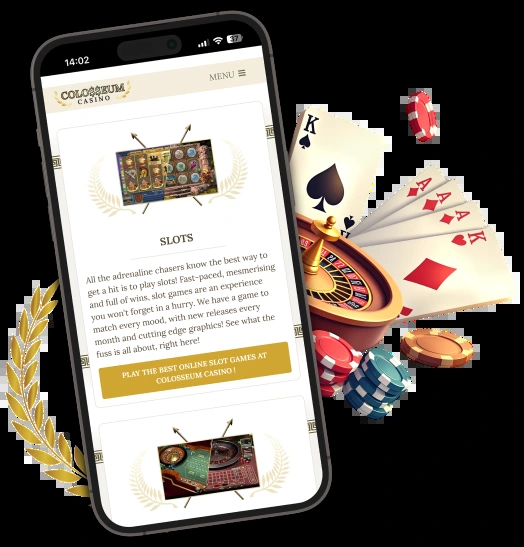 14:02
37
COLO$$EUM
CASINO
MENU
SLOTS
All the adrenaline chasers know the best way to
get a hit is to play slots! Fast-paced, mesmerising
and full of wins, slot games are an experience
you won't forget in a hurry. We have a game to
match every mood, with new releases every
month and cutting edge graphics! See what the
fuss is all about, right here!
PLAY THE BEST ONLINE SLOT GAMES AT
COLOSSEUM CASINO !
K
A
A
A
K